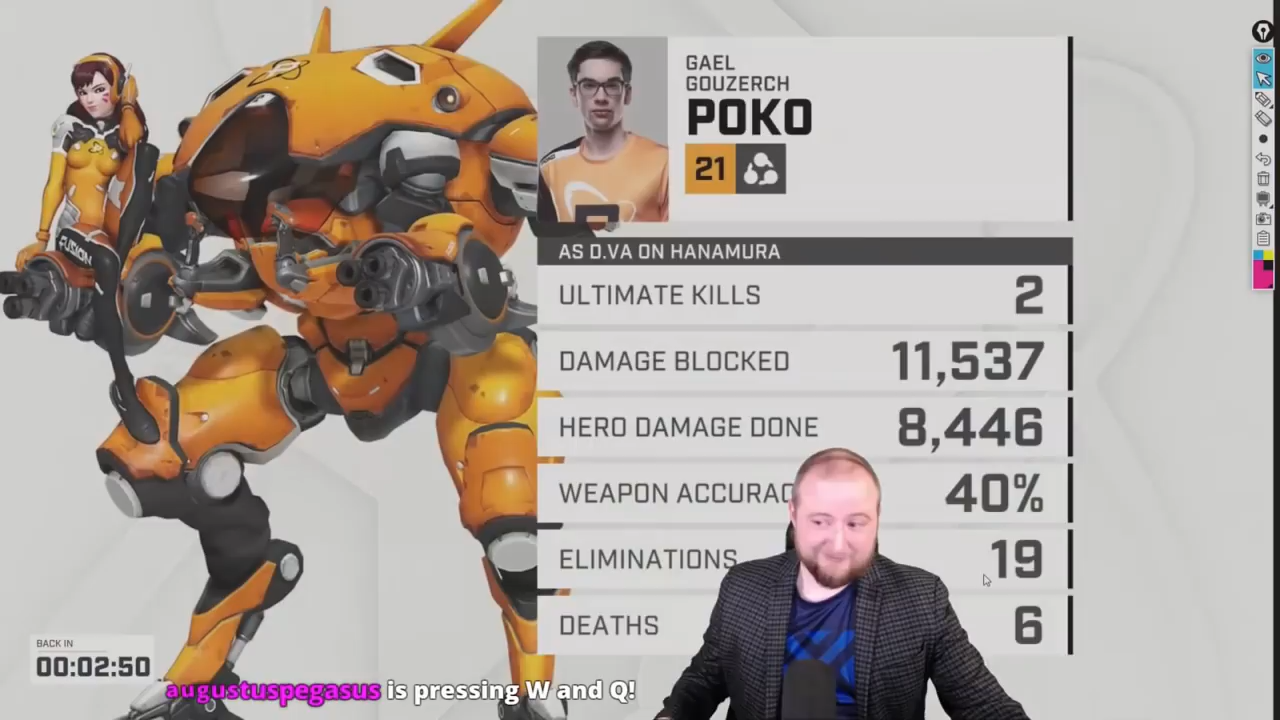 GAEL
GOUZERCH
POKO
21
AS D.VA ON HANAMURA
ULTIMATE KILLS 2
DAMAGE BLOCKED 11,537
HERO DAMAGE DONE 8,446
WEAPON ACCURAC 40%
ELIMINATIONS 19
DEATHS 6
FUSION
BACK IN
00:02:50
augustuspegasus is pressing W and Q!